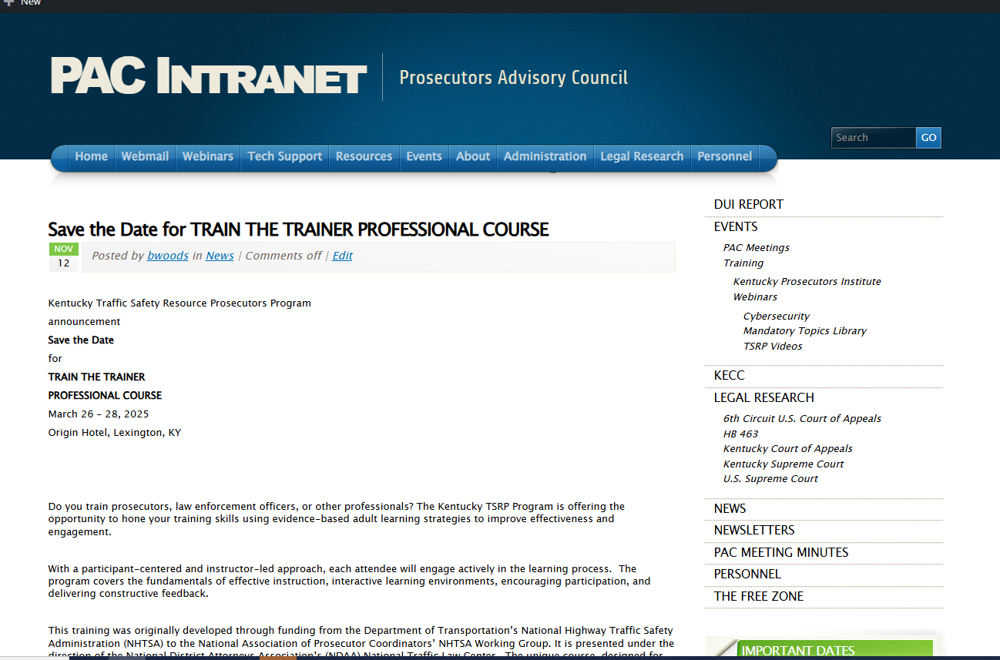 New
PAC INTRANET
Prosecutors Advisory Council
Search
GO
Home Webmail Webinars Tech Support Resources Events About Administration Legal Research Personnel
Save the Date for TRAIN THE TRAINER PROFESSIONAL COURSE
NOV
12
Posted by bwoods in News | Comments off | Edit
Kentucky Traffic Safety Resource Prosecutors Program
announcement
Save the Date
for
TRAIN THE TRAINER
PROFESSIONAL COURSE
March 26 – 28, 2025
Origin Hotel, Lexington, KY
Do you train prosecutors, law enforcement officers, or other professionals? The Kentucky TSRP Program is offering the
opportunity to hone your training skills using evidence-based adult learning strategies to improve effectiveness and
engagement.
With a participant-centered and instructor-led approach, each attendee will engage actively in the learning process.  The
program covers the fundamentals of effective instruction, interactive learning environments, encouraging participation, and
delivering constructive feedback.
This training was originally developed through funding from the Department of Transportation's National Highway Traffic Safety
Administration (NHTSA) to the National Association of Prosecutor Coordinators' NHTSA Working Group. It is presented under the
direction of the National District Attorneys Association's (NDAA) National Traffic Law Center.  The unique course, designed for
DUI REPORT
EVENTS
PAC Meetings
Training
Kentucky Prosecutors Institute
Webinars
Cybersecurity
Mandatory Topics Library
TSRP Videos
KECC
LEGAL RESEARCH
6th Circuit U.S. Court of Appeals
HB 463
Kentucky Court of Appeals
Kentucky Supreme Court
U.S. Supreme Court
NEWS
NEWSLETTERS
PAC MEETING MINUTES
PERSONNEL
THE FREE ZONE
IMPORTANT DATES